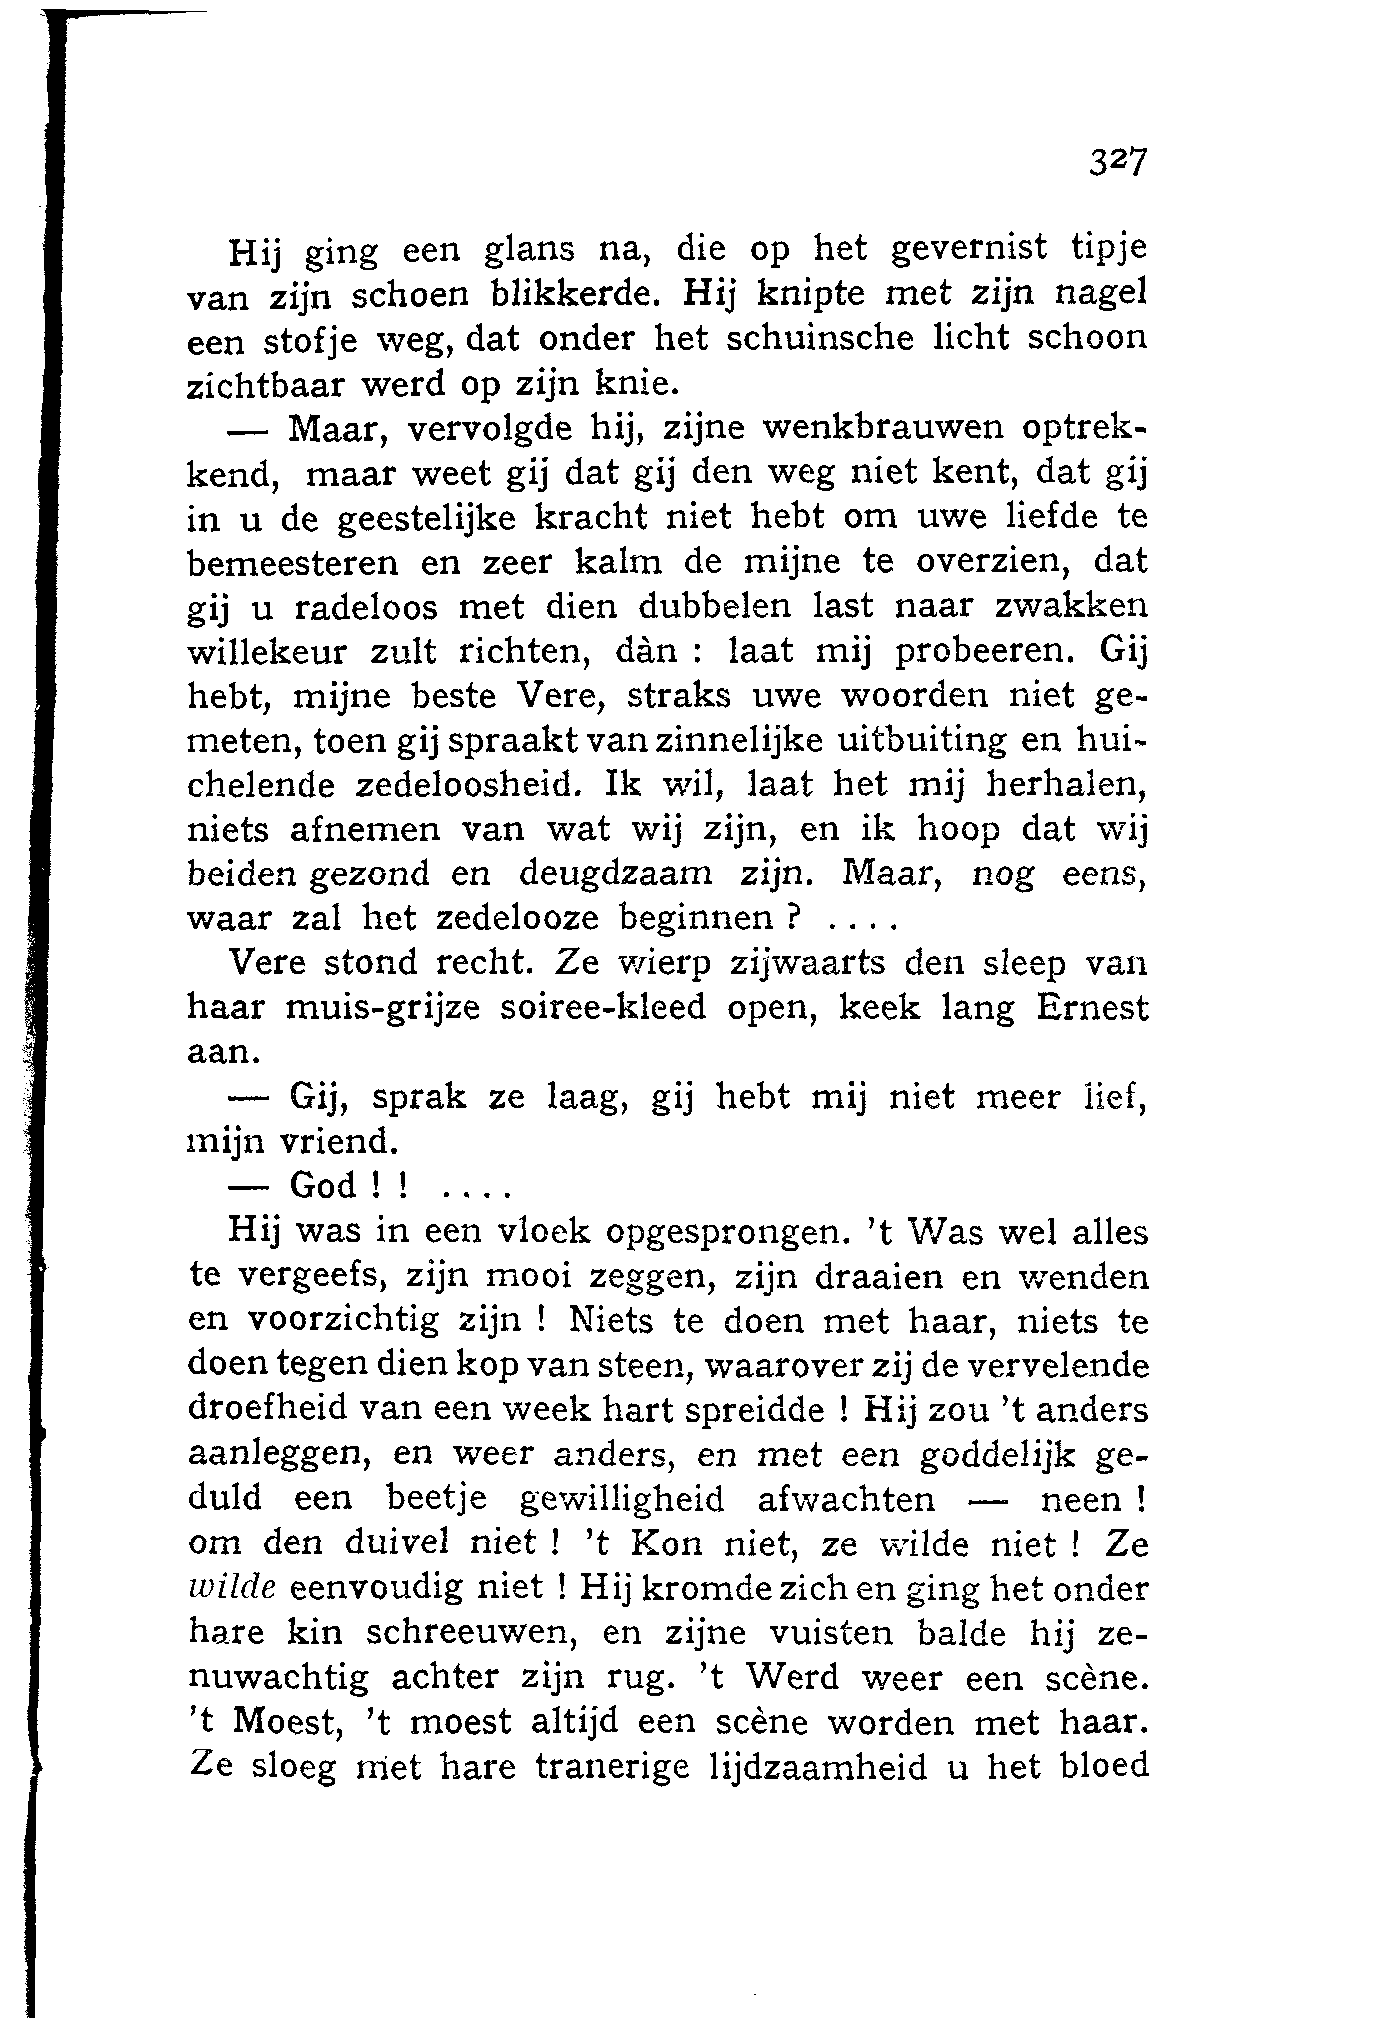 327
Hij ging een glans na, die op het gevernist tipje
van zijn schoen blikkerde. Hij knipte met zijn nagel
een stofje weg, dat onder het schuinsche licht schoon
zichtbaar werd op zijn knie.
— Maar, vervolgde hij, zijne wenkbrauwen optrek-
kend, maar weet gij dat gij den weg niet kent, dat gij
in u de geestelijke kracht niet hebt om uwe liefde te
bemeesteren en zeer kalm de mijne te overzien, dat
gij u radeloos met dien dubbelen last naar zwakken
willekeur zult richten, dàn : laat mij probeeren. Gij
hebt, mijne beste Vere, straks uwe woorden niet ge-
meten, toen gij spraakt van zinnelijke uitbuiting en hui-
chelende zedeloosheid. Ik wil, laat het mij herhalen,
niets afnemen van wat wij zijn, en ik hoop dat wij
beiden gezond en deugdzaam zijn. Maar, nog eens,
waar zal het zedelooze beginnen ? ....
Vere stond recht. Ze wierp zijwaarts den sleep van
haar muis-grijze soiree-kleed open, keek lang Ernest
aan.
— Gij, sprak ze laag, gij hebt mij niet meer lief,
mijn vriend.
— God ! ! ....
Hij was in een vloek opgesprongen. 't Was wel alles
te vergeefs, zijn mooi zeggen, zijn draaien en wenden
en voorzichtig zijn ! Niets te doen met haar, niets te
doen tegen dien kop van steen, waarover zij de vervelende
droefheid van een week hart spreidde ! Hij zou 't anders
aanleggen, en weer anders, en met een goddelijk ge-
duld een beetje gewilligheid afwachten — neen !
om den duivel niet ! 't Kon niet, ze wilde niet ! Ze
wilde eenvoudig niet ! Hij kromde zich en ging het onder
hare kin schreeuwen, en zijne vuisten balde hij ze-
nuwachtig achter zijn rug. 't Werd weer een scène.
't Moest, 't moest altijd een scène worden met haar.
Ze sloeg met hare tranerige lijdzaamheid u het bloed